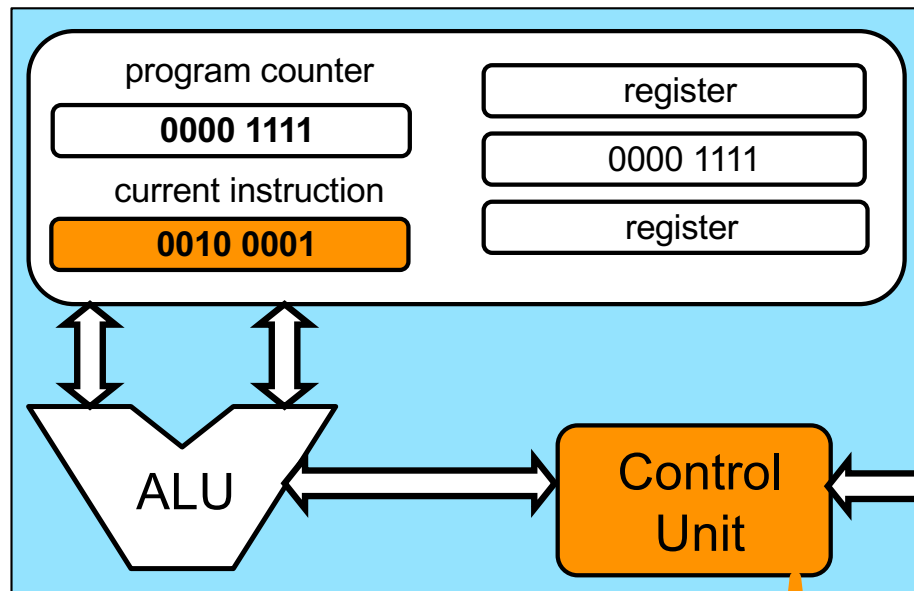 program counter
0000 1111
current instruction
0010 0001
register
0000 1111
register
ALU
Control
Unit